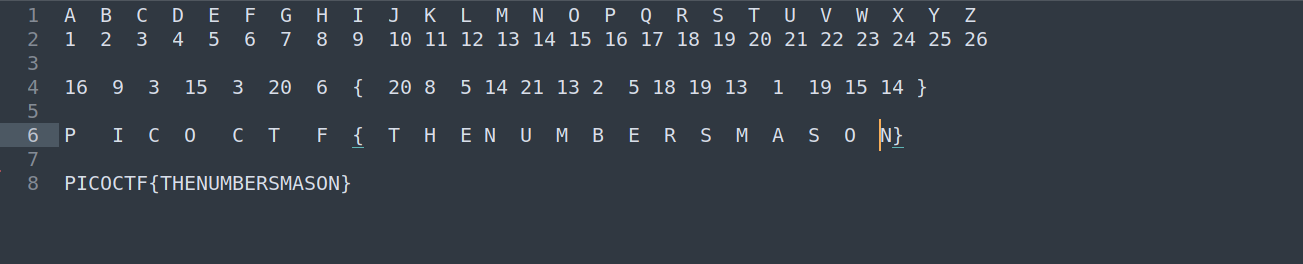 1 A B C D E F G H I J K L M N O P Q R S T U V W X Y Z
2 1 2 3 4 5 6 7 8 9 10 11 12 13 14 15 16 17 18 19 20 21 22 23 24 25 26
3
4 16 9 3 15 3 20 6 { 20 8 5 14 21 13 2 5 18 19 13 1 19 15 14 }
5
6 P I C O C T F { T H E N U M B E R S M A S O N}
7
8 PICOCTF{THENUMBERSMASON}